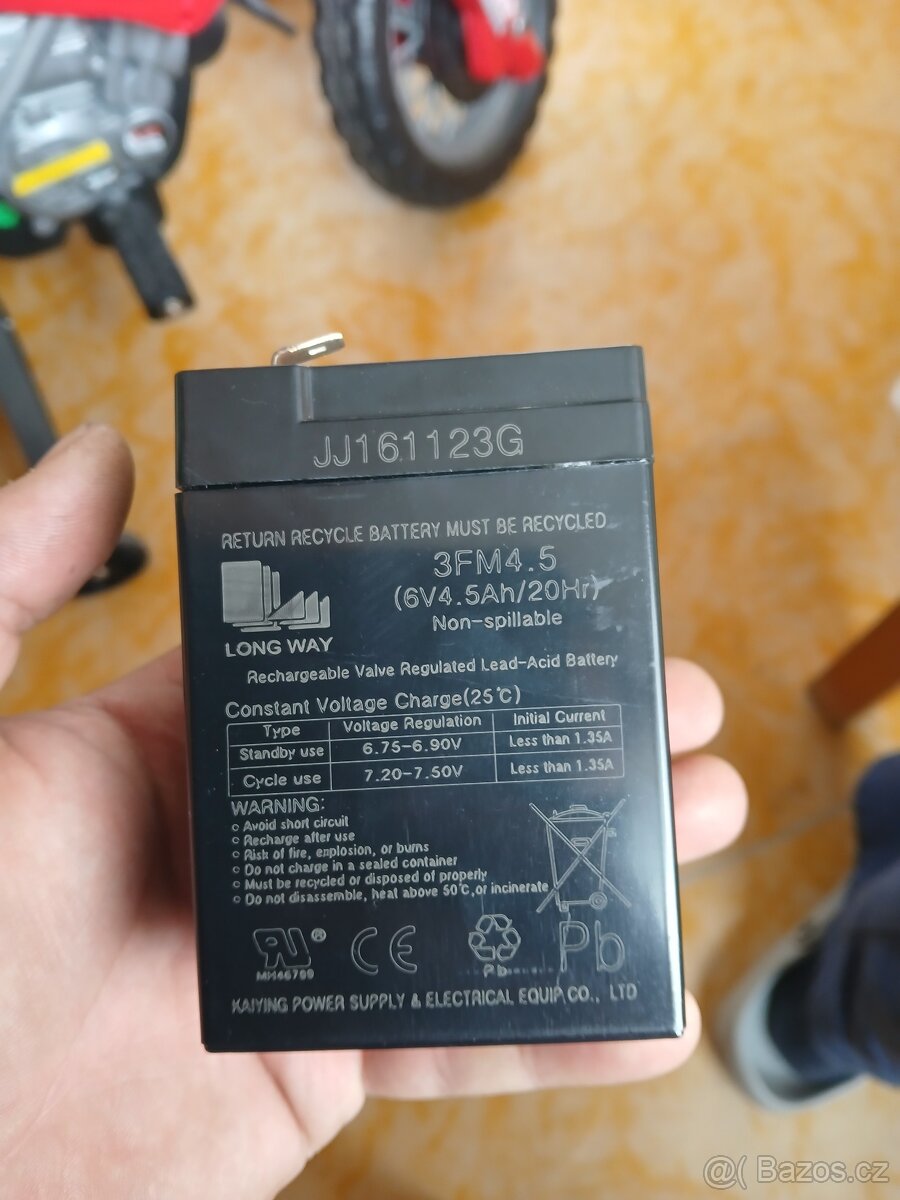 JJ161123G
RETURN RECYCLE BATTERY MUST BE RECYCLED
3FM4.5
(6V4.5Ah/20Hr)
Non-spillable
LONG WAY
Rechargeable Valve Regulated Lead-Acid Battery
Constant Voltage Charge(25℃)
Type Voltage Regulation Initial Current
Standby use 6.75-6.90V Less than 1.35A
Cycle use 7.20-7.50V Less than 1.35A
WARNING:
○ Avoid short circuit
○ Recharge after use
○ Risk of fire, explosion, or burns
○ Do not charge in a sealed container
○ Must be recycled or disposed of properly
○ Do not disassemble, heat above 50℃,or incinerate
MH46709
CE
Pb
Pb
KAIYING POWER SUPPLY & ELECTRICAL EQUIP.CO., LTD
@( Bazos.cz